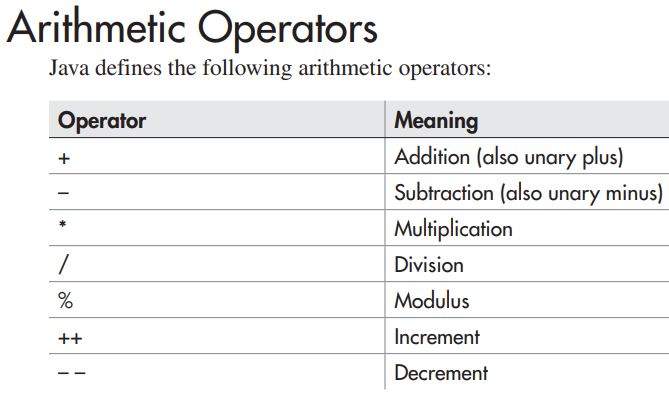 Arithmetic Operators
Java defines the following arithmetic operators:
Operator Meaning
+ Addition (also unary plus)
– Subtraction (also unary minus)
* Multiplication
/ Division
% Modulus
++ Increment
– – Decrement